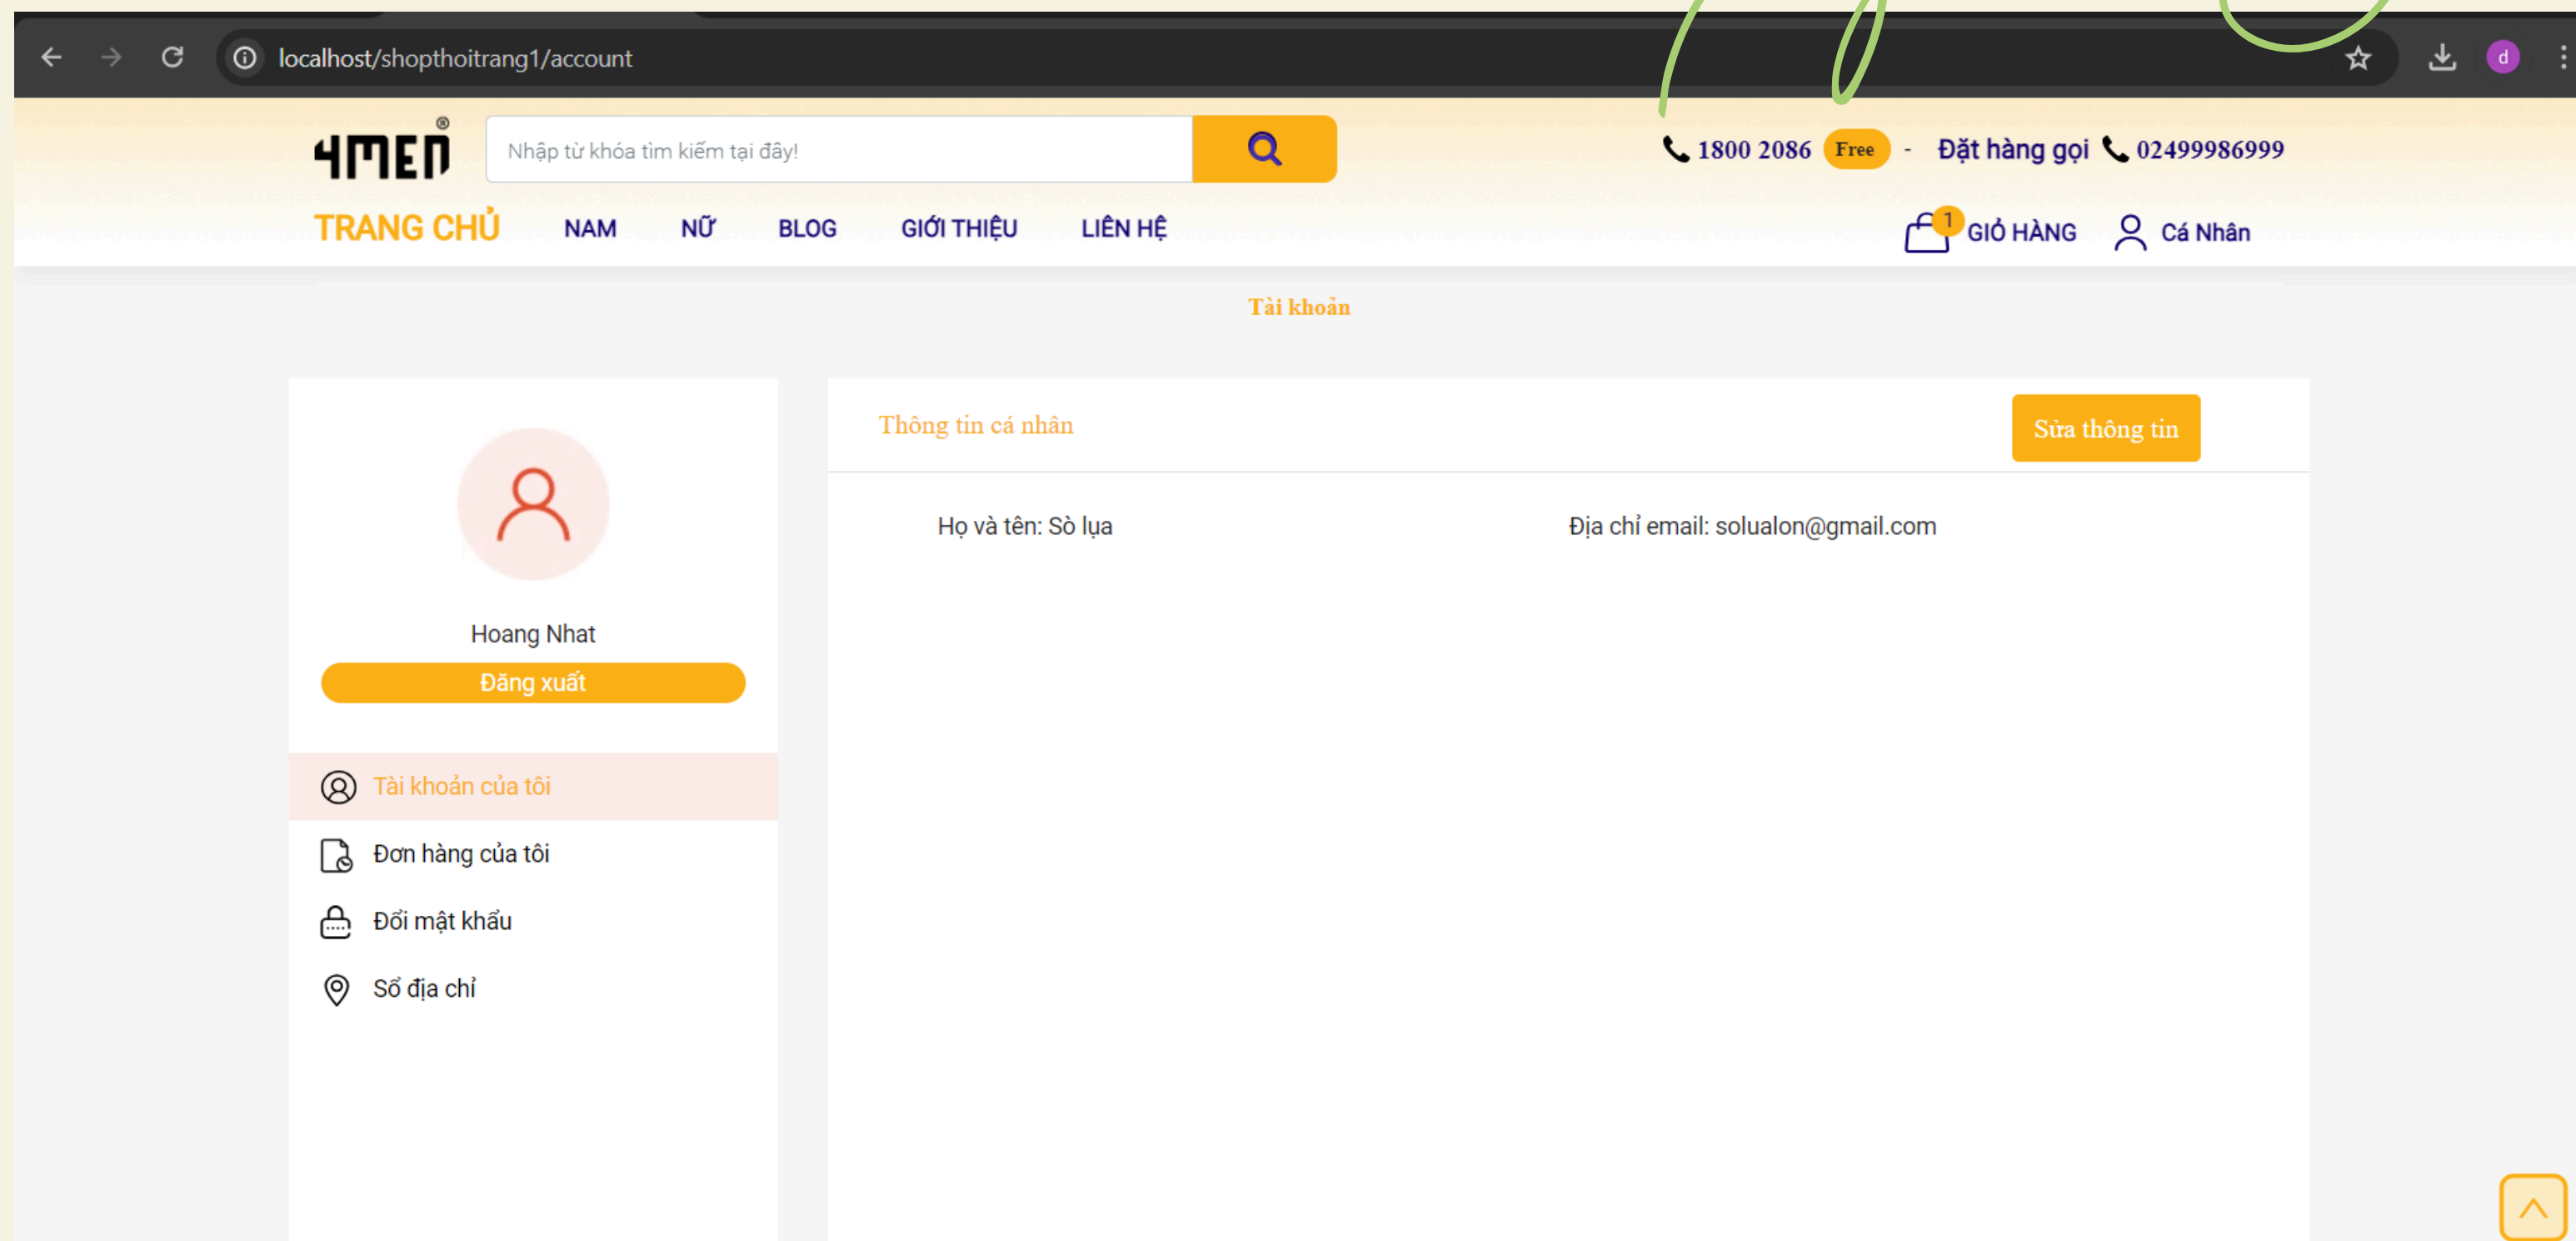 localhost/shopthoitrang1/account
d
4MEN®
Nhập từ khóa tìm kiếm tại đây!
1800 2086 Free - Đặt hàng gọi 02499986999
TRANG CHỦ NAM NỮ BLOG GIỚI THIỆU LIÊN HỆ
1 GIỎ HÀNG Cá Nhân
Tài khoản
Thông tin cá nhân
Sửa thông tin
Họ và tên: Sò lụa
Địa chỉ email: solualon@gmail.com
Hoang Nhat
Đăng xuất
Tài khoản của tôi
Đơn hàng của tôi
Đổi mật khẩu
Sổ địa chỉ